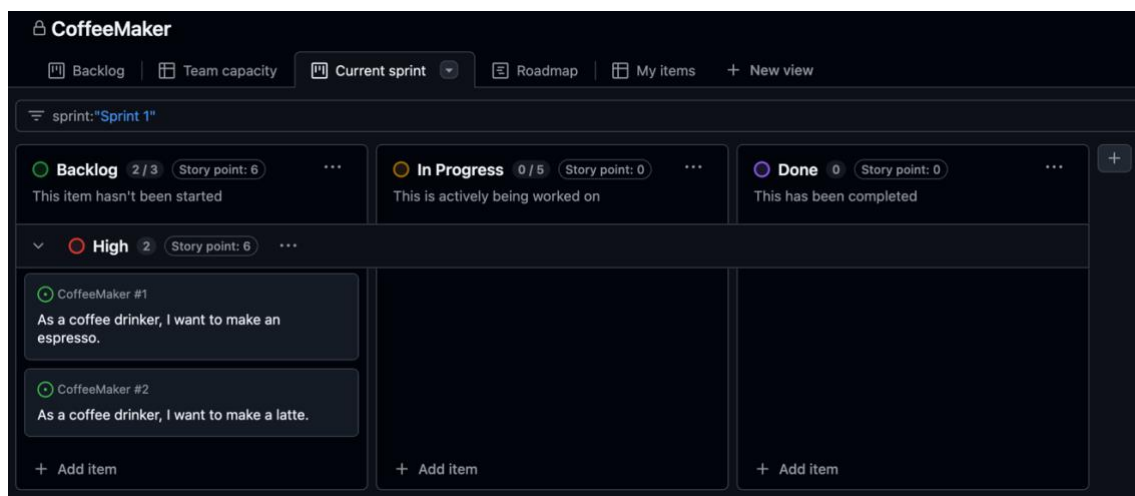 CoffeeMaker
Backlog Team capacity Current sprint Roadmap My items + New view
sprint:"Sprint 1"
Backlog 2 / 3 Story point: 6 ···
This item hasn't been started
In Progress 0 / 5 Story point: 0 ···
This is actively being worked on
Done 0 Story point: 0 ···
This has been completed
+
High 2 Story point: 6 ···
CoffeeMaker #1
As a coffee drinker, I want to make an
espresso.
CoffeeMaker #2
As a coffee drinker, I want to make a latte.
+ Add item
+ Add item
+ Add item